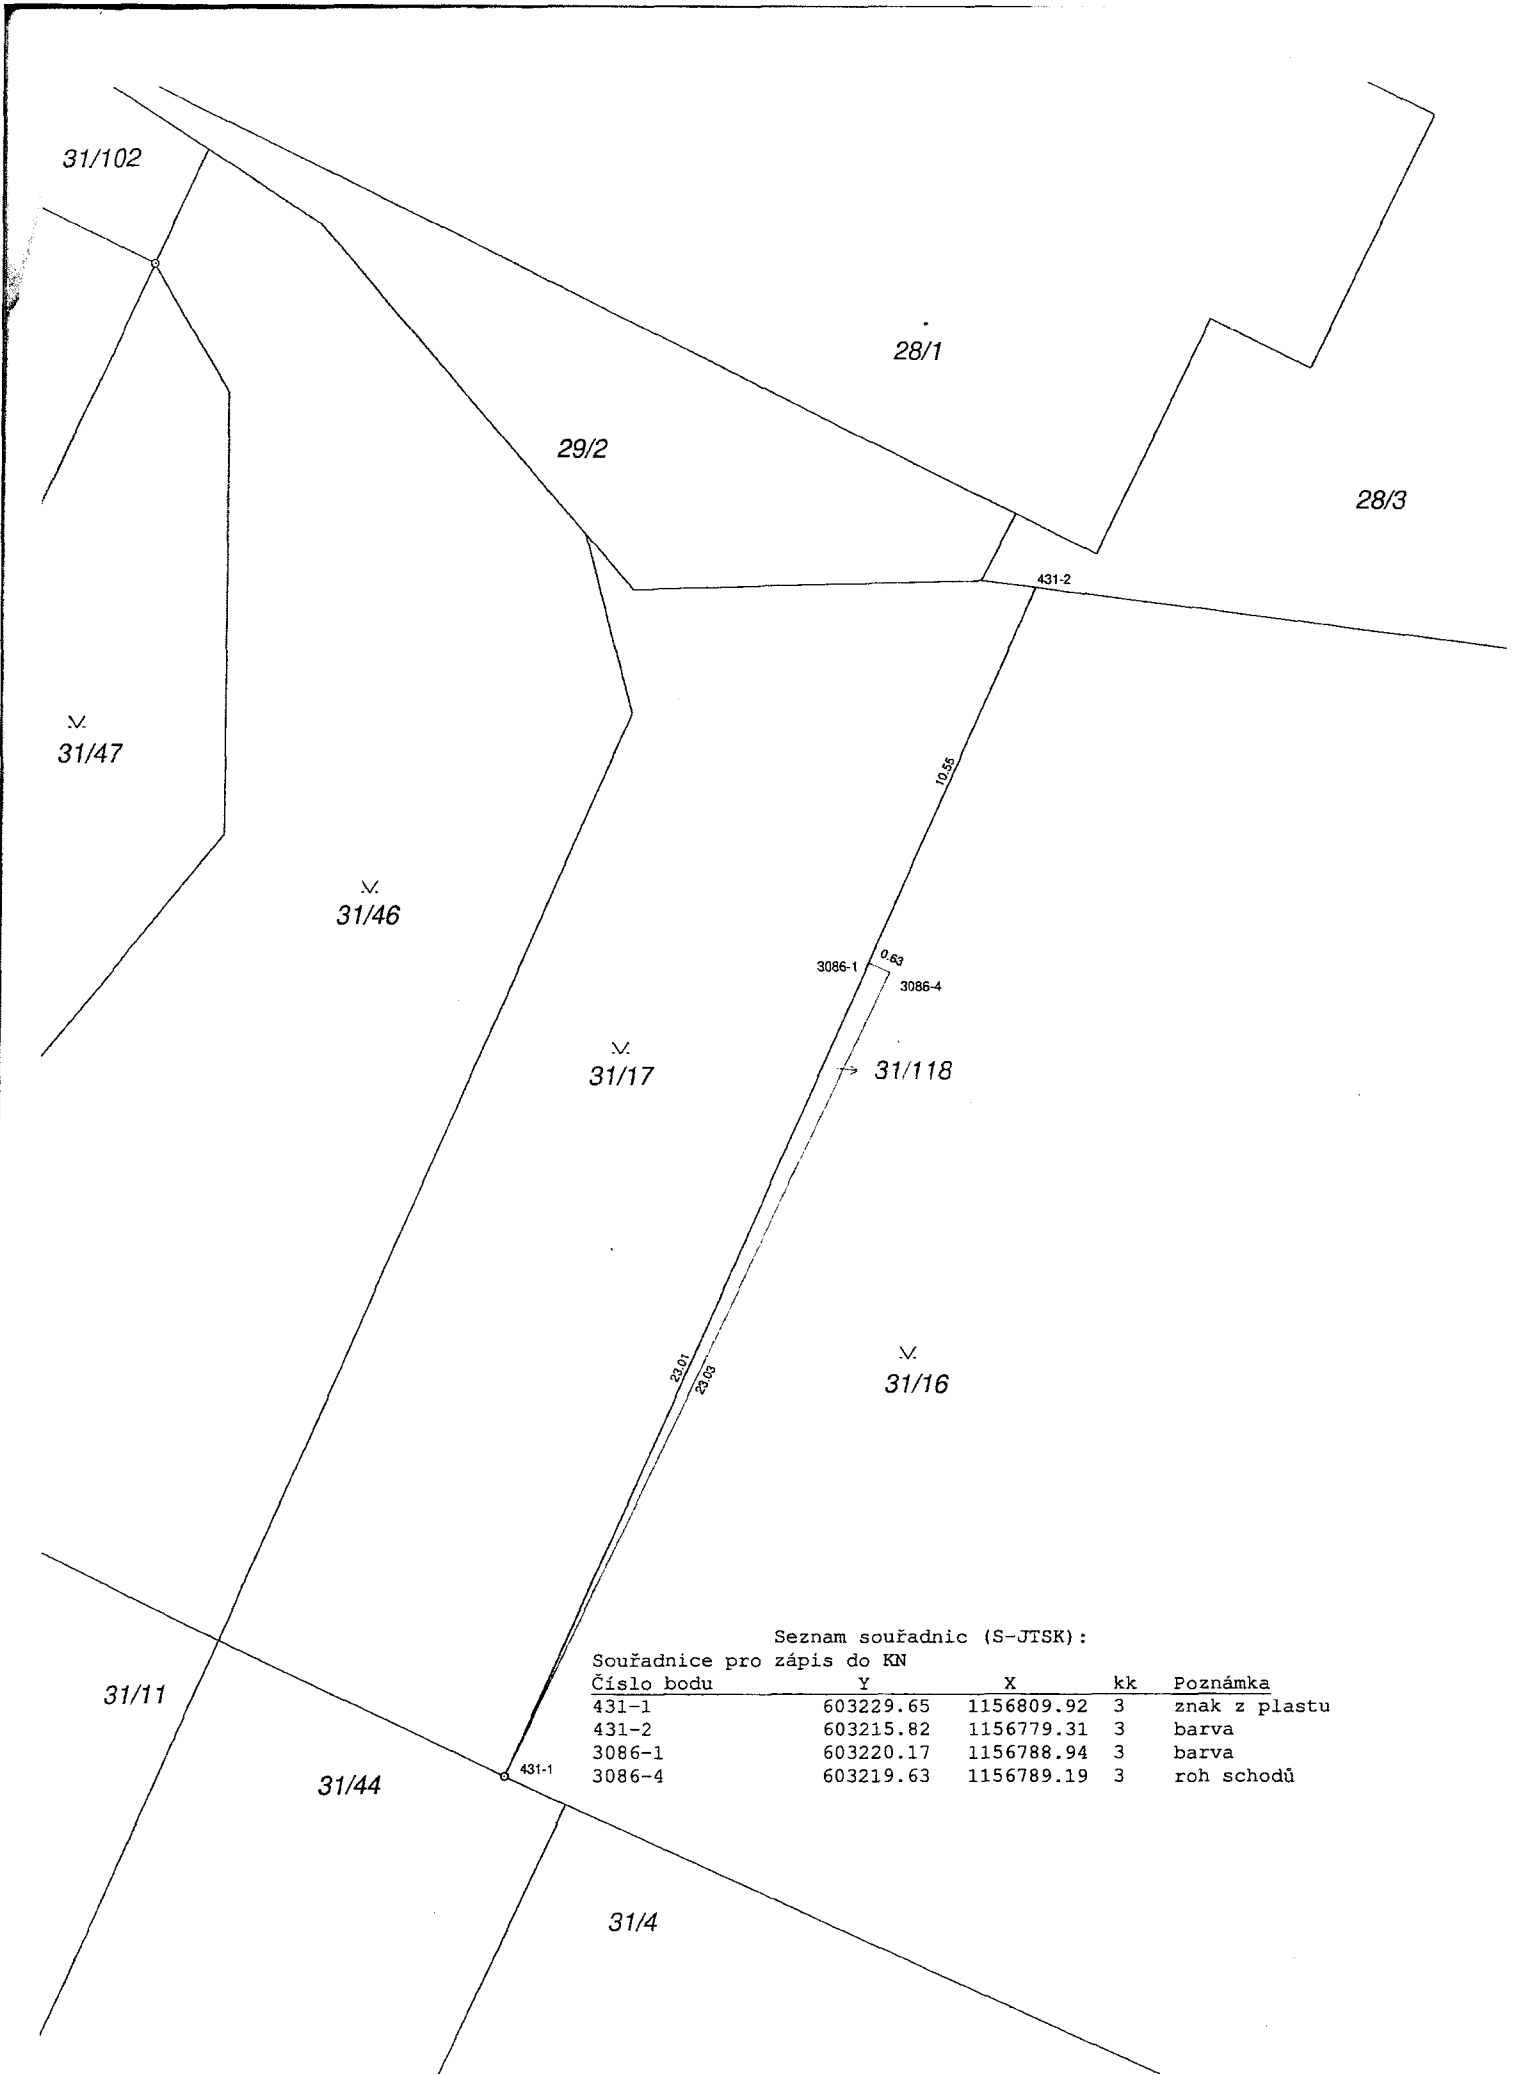 31/102
28/1
29/2
28/3
431-2
31/47
10.55
31/46
3086-1
0.63
3086-4
31/17
31/118
23.01
23.03
31/16
Seznam souřadnic (S-JTSK):
Souřadnice pro zápis do KN
Číslo bodu Y X kk Poznámka
431-1 603229.65 1156809.92 3 znak z plastu
431-2 603215.82 1156779.31 3 barva
3086-1 603220.17 1156788.94 3 barva
3086-4 603219.63 1156789.19 3 roh schodů
31/11
431-1
31/44
31/4